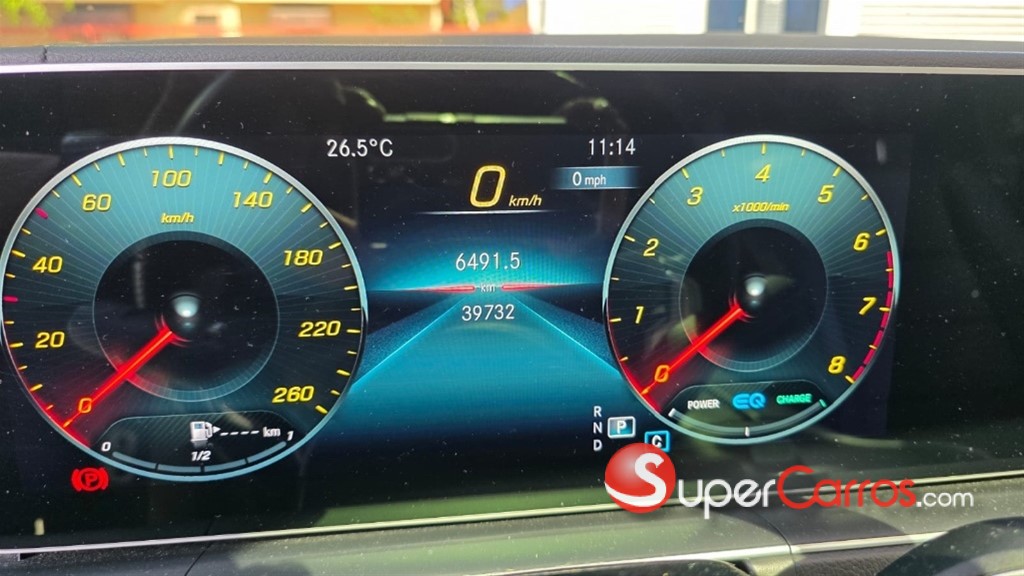 26.5°C
11:14
0 km/h
0 mph
0
20
40
60
100
140
180
220
260
km/h
6491.5
km
39732
0
1
2
3
4
5
6
7
8
x1000/min
POWER EQ CHARGE
0
1/2
1
---- km
R
N
D
P
C
P
SuperCarros.com